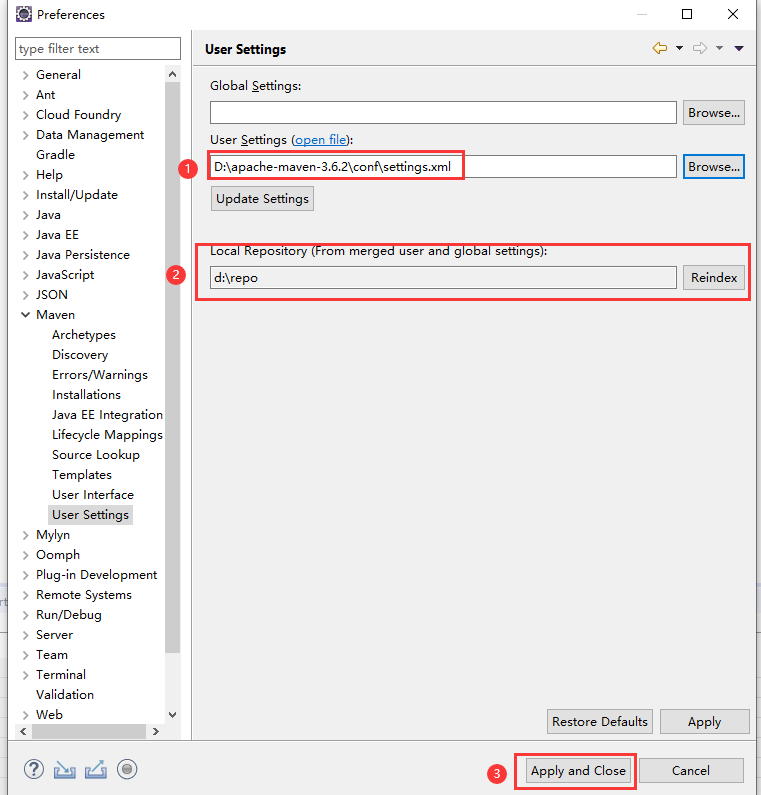 Preferences
type filter text
General
Ant
Cloud Foundry
Data Management
Gradle
Help
Install/Update
Java
Java EE
Java Persistence
JavaScript
JSON
Maven
Archetypes
Discovery
Errors/Warnings
Installations
Java EE Integration
Lifecycle Mappings
Source Lookup
Templates
User Interface
User Settings
Mylyn
Oomph
Plug-in Development
Remote Systems
Run/Debug
Server
Team
Terminal
Validation
Web
User Settings
Global Settings:
Browse...
User Settings (open file):
1 D:\apache-maven-3.6.2\conf\settings.xml Browse...
Update Settings
Local Repository (From merged user and global settings):
2 d:\repo Reindex
Restore Defaults Apply
? 3 Apply and Close Cancel